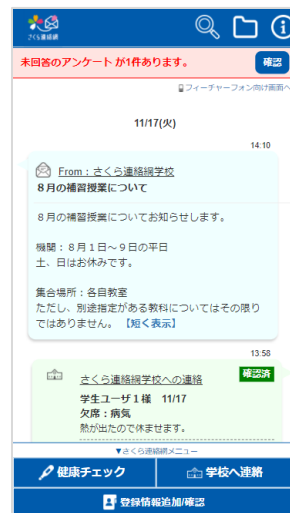 さくら連絡網
未回答のアンケート が1件あります。
確認
フィーチャーフォン向け画面へ
11/17(火)
14:10
From：さくら連絡網学校
８月の補習授業について
８月の補習授業についてお知らせします。
機関：８月１日～９日の平日
土、日はお休みです。
集合場所：各自教室
ただし、別途指定がある教科についてはその限り
ではありません。 【短く表示】
13:58
さくら連絡網学校への連絡
確認済
学生ユーザ１様 11/17
欠席：病気
熱が出たので休ませます。
▼さくら連絡網メニュー
健康チェック
学校へ連絡
登録情報追加/確認